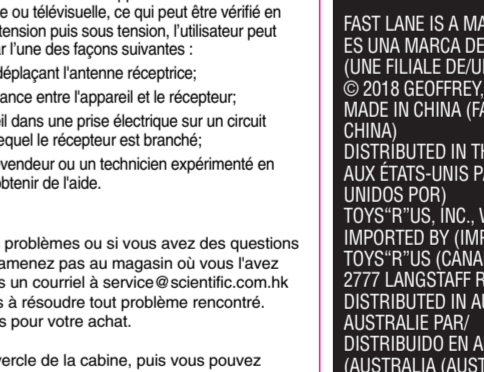 e ou télévisuelle, ce qui peut être vérifié en
tension puis sous tension, l'utilisateur peut
r l'une des façons suivantes :
déplaçant l'antenne réceptrice;
ance entre l'appareil et le récepteur;
il dans une prise électrique sur un circuit
equel le récepteur est branché;
vendeur ou un technicien expérimenté en
btenir de l'aide.
problèmes ou si vous avez des questions
amenez pas au magasin où vous l'avez
s un courriel à service@scientific.com.hk
s à résoudre tout problème rencontré.
s pour votre achat.
vercle de la cabine, puis vous pouvez
FAST LANE IS A MA
ES UNA MARCA DE
(UNE FILIALE DE/U
© 2018 GEOFFREY,
MADE IN CHINA (FA
CHINA)
DISTRIBUTED IN TH
AUX ÉTATS-UNIS PA
UNIDOS POR)
TOYS“R”US, INC., W
IMPORTED BY (IMP
TOYS“R”US (CANA
2777 LANGSTAFF R
DISTRIBUTED IN AU
AUSTRALIE PAR/
DISTRIBUIDO EN A
(AUSTRALIA (AUST